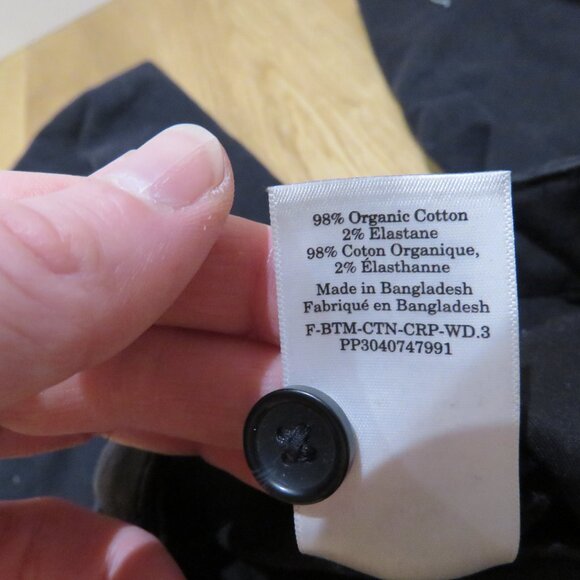 98% Organic Cotton
2% Elastane
98% Coton Organique,
2% Élasthanne
Made in Bangladesh
Fabriqué en Bangladesh
F-BTM-CTN-CRP-WD.3
PP3040747991